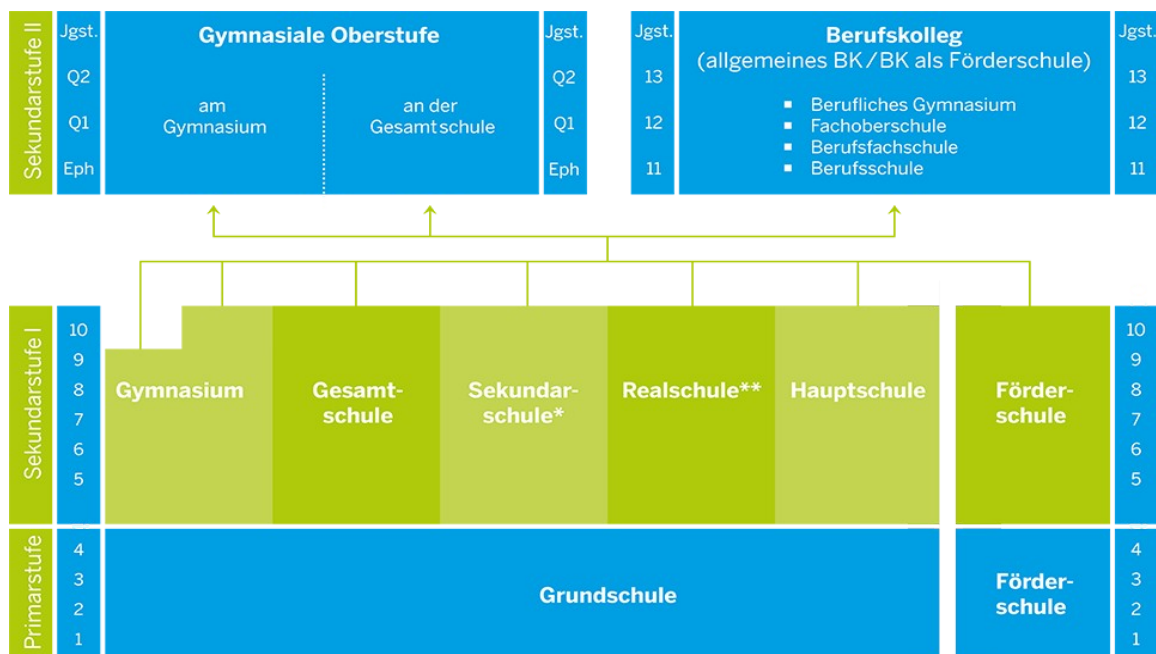 Sekundarstufe II
Jgst.
Q2
Q1
Eph
Gymnasiale Oberstufe
am
Gymnasium
an der
Gesamtschule
Jgst.
Q2
Q1
Eph
Jgst.
13
12
11
Berufskolleg
(allgemeines BK/BK als Förderschule)
▪ Berufliches Gymnasium
▪ Fachoberschule
▪ Berufsfachschule
▪ Berufsschule
Jgst.
13
12
11
Sekundarstufe I
10
9
8
7
6
5
Gymnasium
Gesamt-
schule
Sekundar-
schule*
Realschule**
Hauptschule
Förder-
schule
10
9
8
7
6
5
Primarstufe
4
3
2
1
Grundschule
Förder-
schule
4
3
2
1